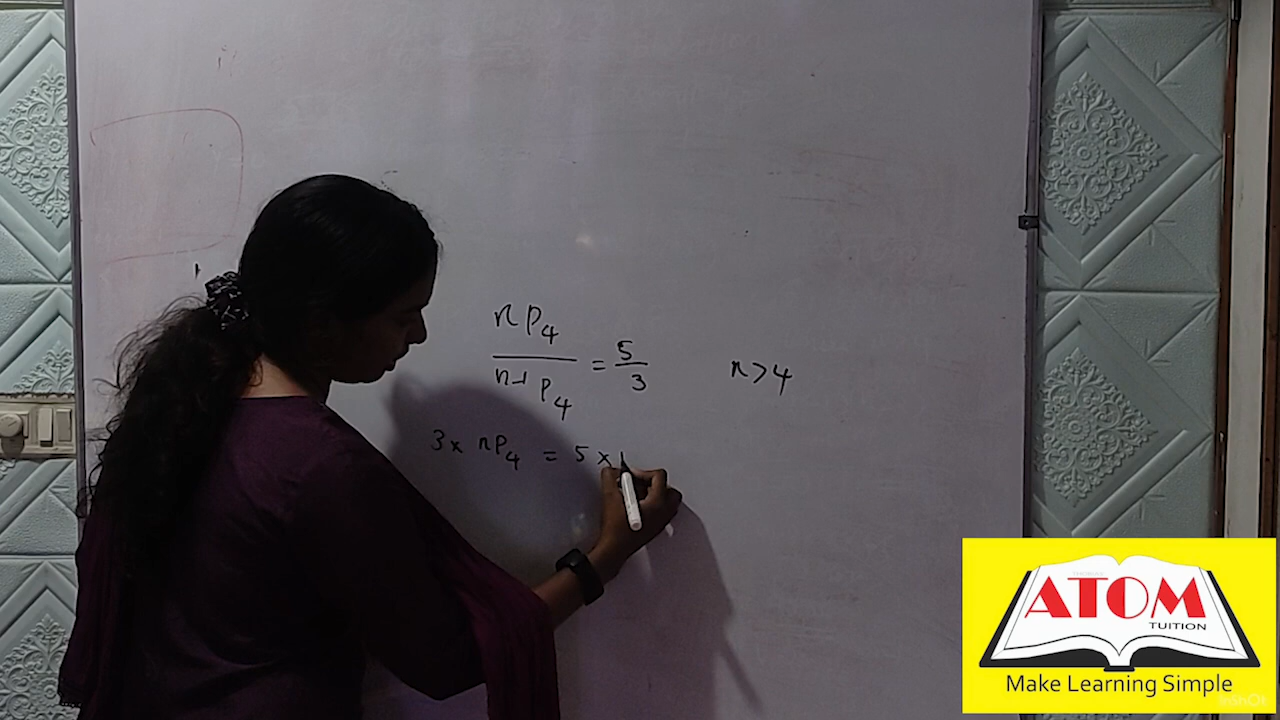 nP4
n-1P4
= 5/3
n>4
3 x nP4 = 5 x
ATOM
TUITION
Make Learning Simple